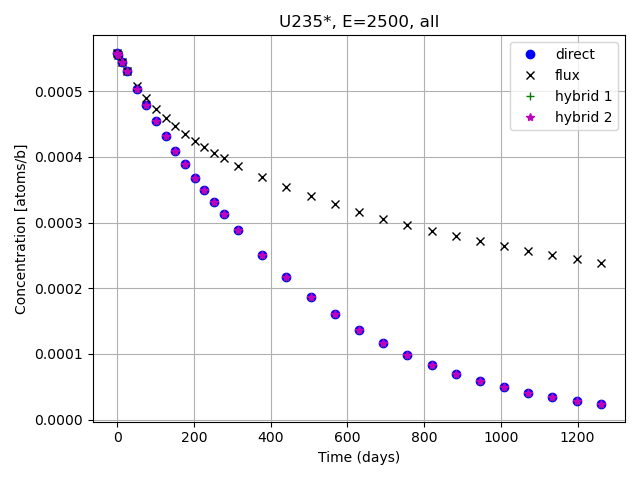 U235*, E=2500, all
direct
flux
hybrid 1
hybrid 2
Concentration [atoms/b]
0.0005
0.0004
0.0003
0.0002
0.0001
0.0000
0
200
400
600
800
1000
1200
Time (days)